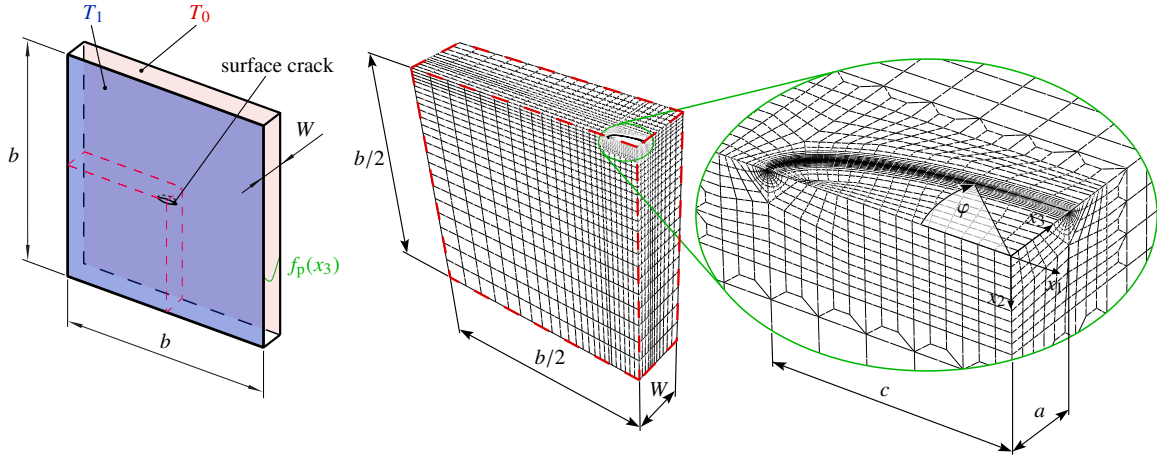 T₁
T₀
surface crack
W
b
fₚ(x₃)
b
b/2
b/2
W
φ
x₃
x₁
x₂
c
a